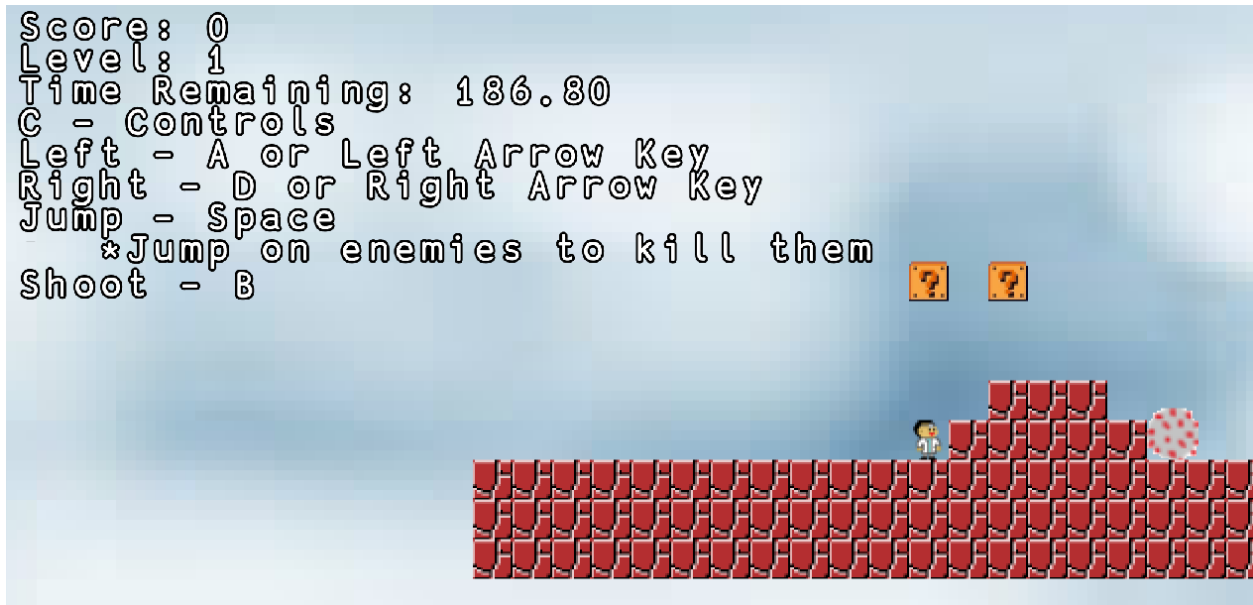 Score: 0
Level: 1
Time Remaining: 186.80
C - Controls
Left - A or Left Arrow Key
Right - D or Right Arrow Key
Jump - Space
*Jump on enemies to kill them
Shoot - B
? ?